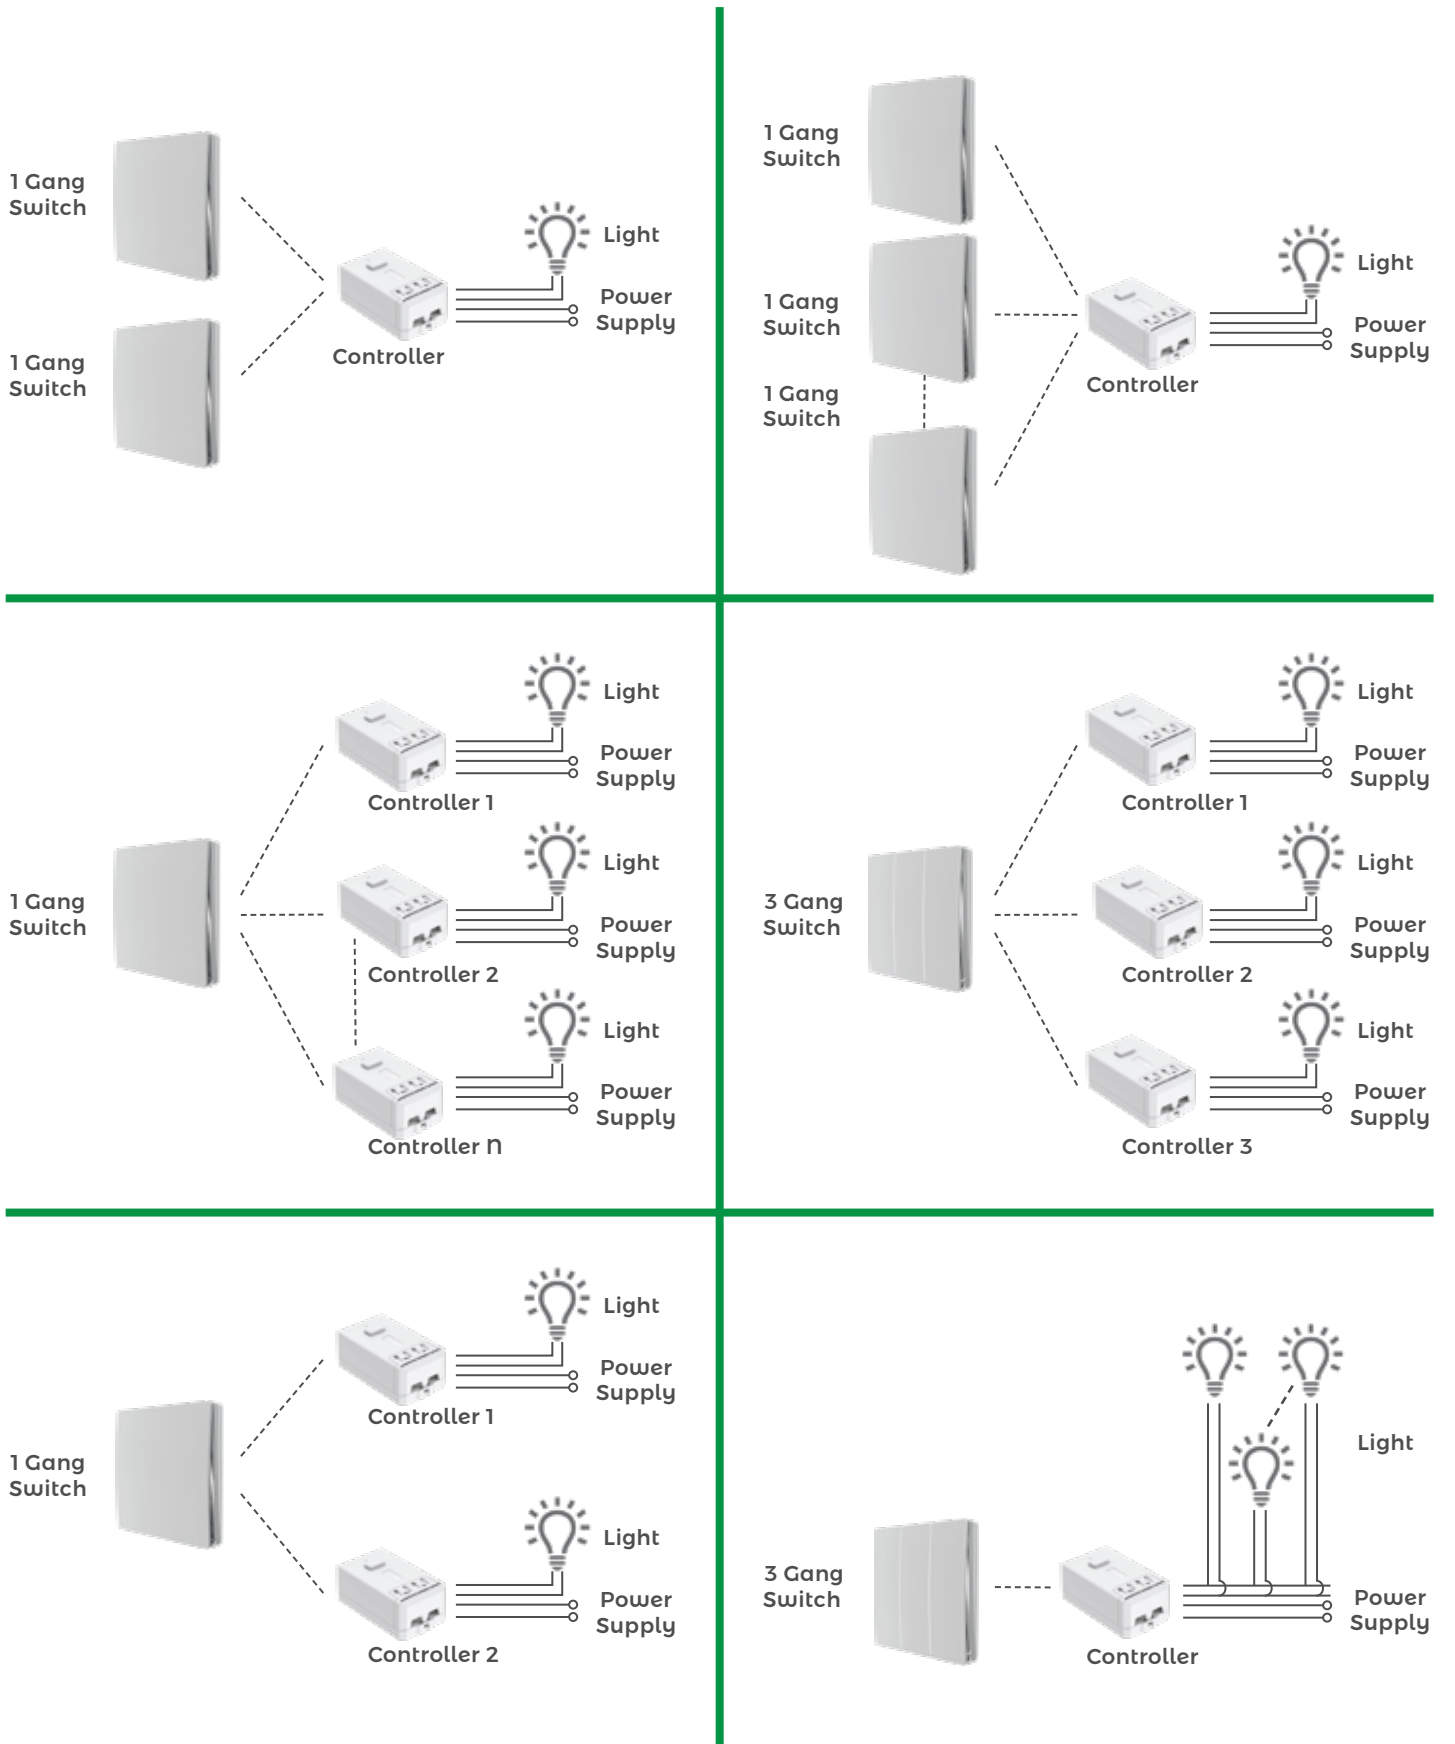 1 Gang
Switch
Light
Power
Supply
1 Gang
Switch
Controller
1 Gang
Switch
1 Gang
Switch
Light
Power
Supply
1 Gang
Switch
Controller
Light
Power
Supply
Controller 1
Light
1 Gang
Switch
Power
Supply
Controller 2
Light
Power
Supply
Controller N
Light
Power
Supply
Controller 1
Light
3 Gang
Switch
Power
Supply
Controller 2
Light
Power
Supply
Controller 3
Light
Power
Supply
Controller 1
1 Gang
Switch
Light
Power
Supply
Controller 2
Light
3 Gang
Switch
Power
Supply
Controller